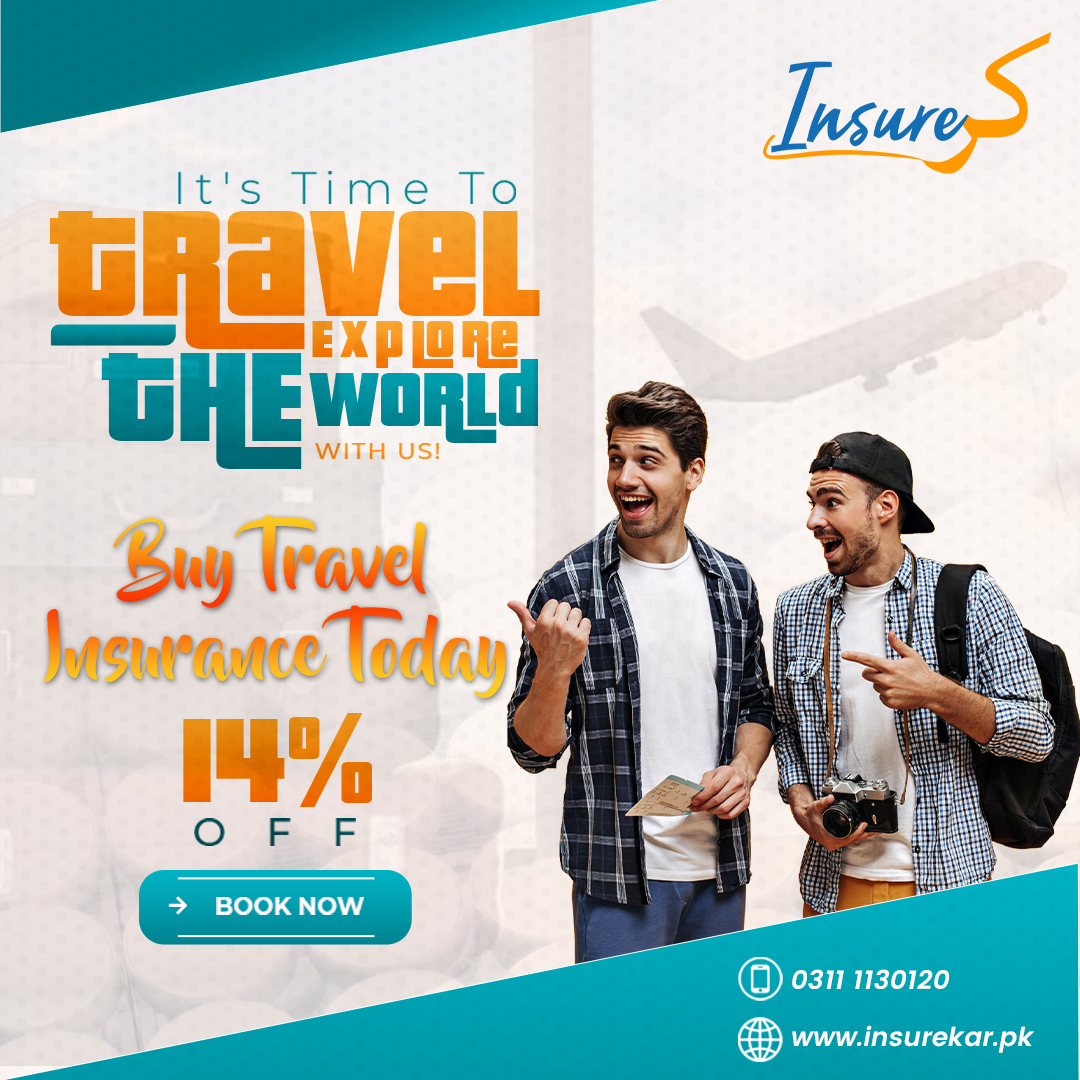 Insureکر
It's Time To
TRAVEL
EXPLORE
THE WORLD
WITH US!
Buy Travel
Insurance Today
14%
OFF
BOOK NOW
0311 1130120
www.insurekar.pk